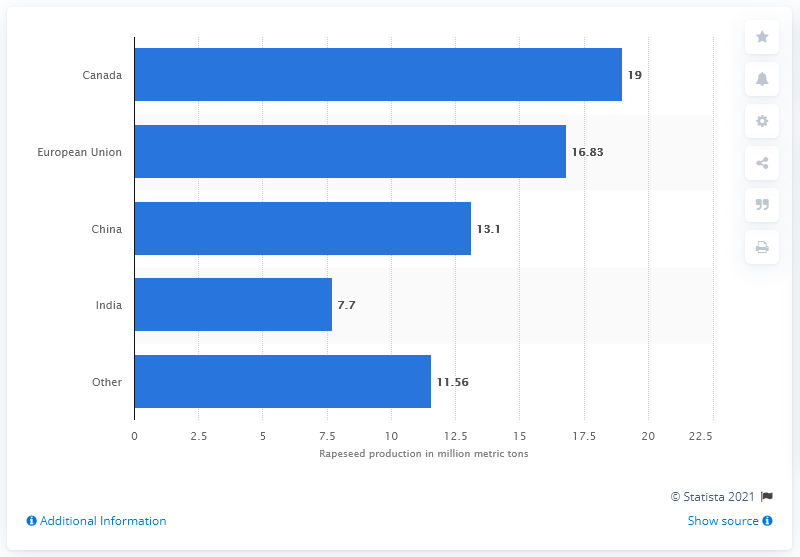 Canada 19
European Union 16.83
China 13.1
India 7.7
Other 11.56
0 2.5 5 7.5 10 12.5 15 17.5 20 22.5
Rapeseed production in million metric tons
© Statista 2021
Additional Information Show source